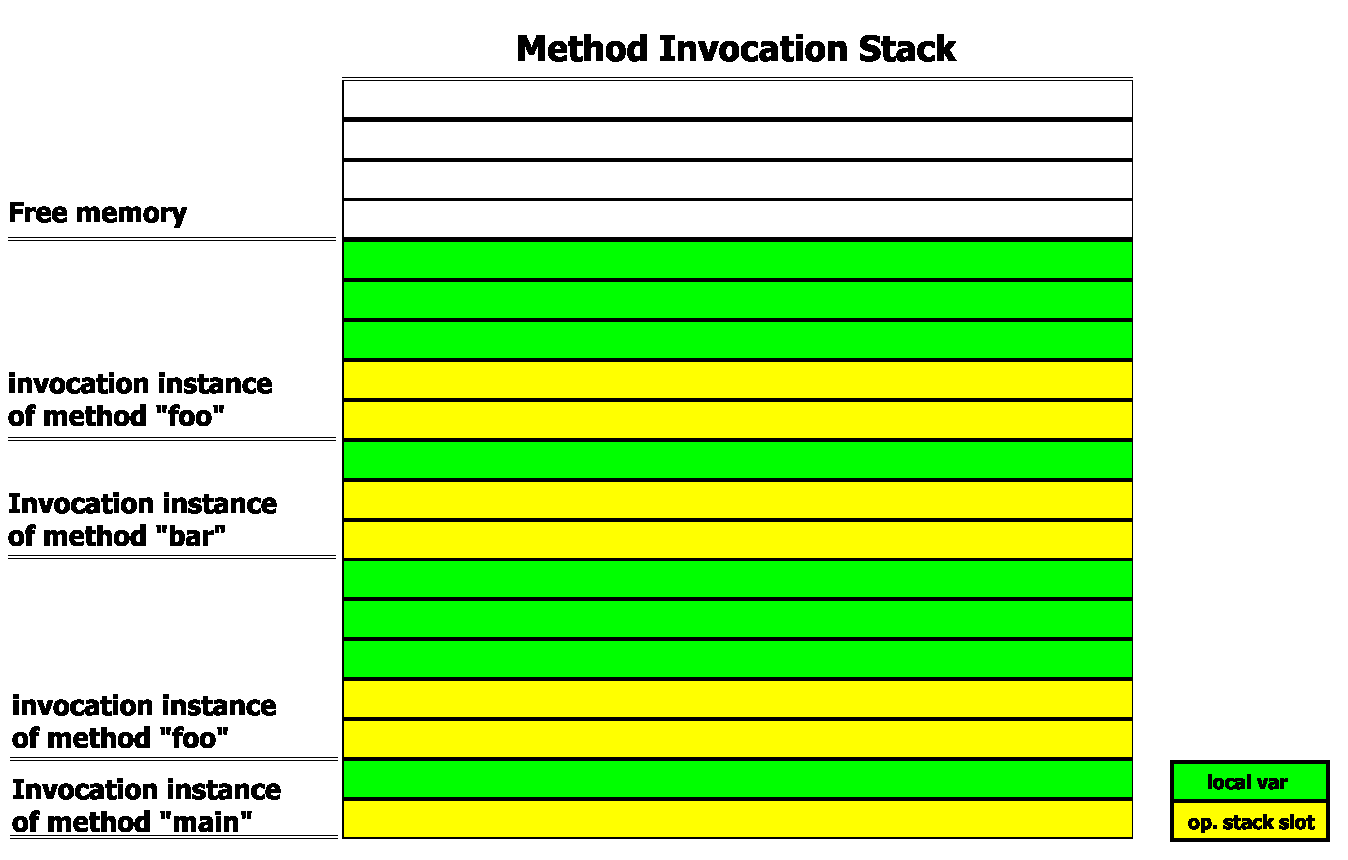 Method Invocation Stack
Free memory
invocation instance
of method "foo"
Invocation instance
of method "bar"
invocation instance
of method "foo"
Invocation instance
of method "main"
local var
op. stack slot